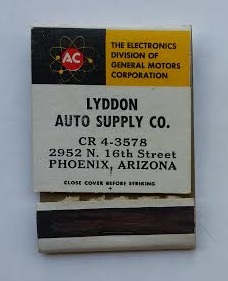 AC
THE ELECTRONICS
DIVISION OF
GENERAL MOTORS
CORPORATION
LYDDON
AUTO SUPPLY CO.
CR 4-3578
2952 N. 16th Street
PHOENIX, ARIZONA
CLOSE COVER BEFORE STRIKING